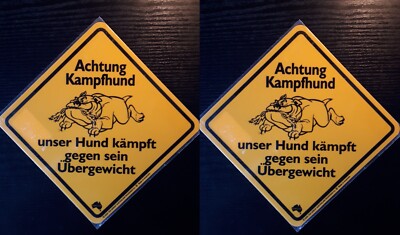 Achtung
Kampfhund
unser Hund kämpft
gegen sein
Übergewicht
Achtung
Kampfhund
unser Hund kämpft
gegen sein
Übergewicht